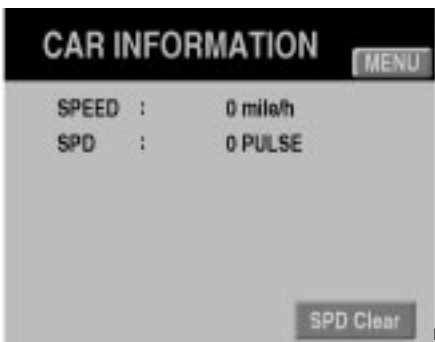 CAR INFORMATION
MENU
SPEED : 0 mile/h
SPD : 0 PULSE
SPD Clear